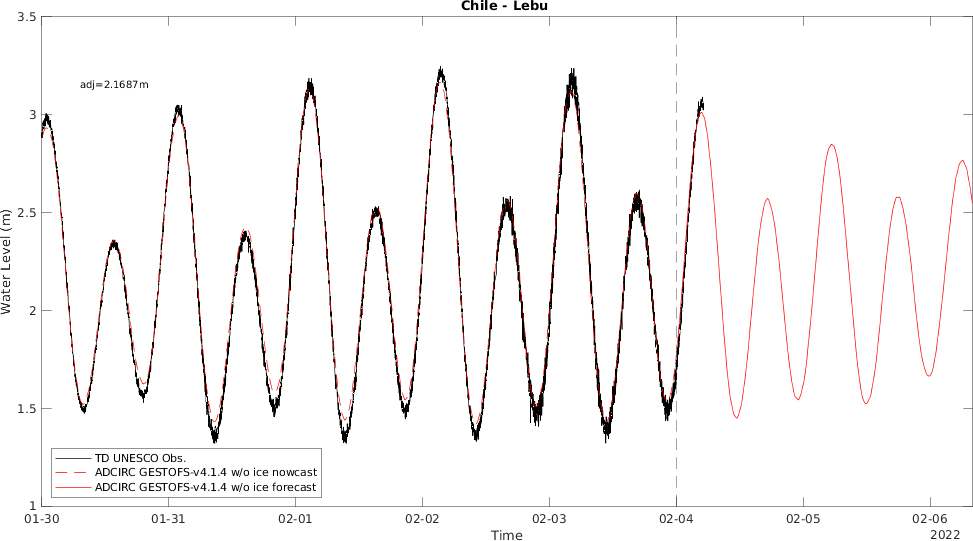 Chile - Lebu
3.5
adj=2.1687m
3
2.5
Water Level (m)
2
1.5
TD UNESCO Obs.
ADCIRC GESTOFS-v4.1.4 w/o ice nowcast
ADCIRC GESTOFS-v4.1.4 w/o ice forecast
1
01-30 01-31 02-01 02-02 02-03 02-04 02-05 02-06
Time 2022